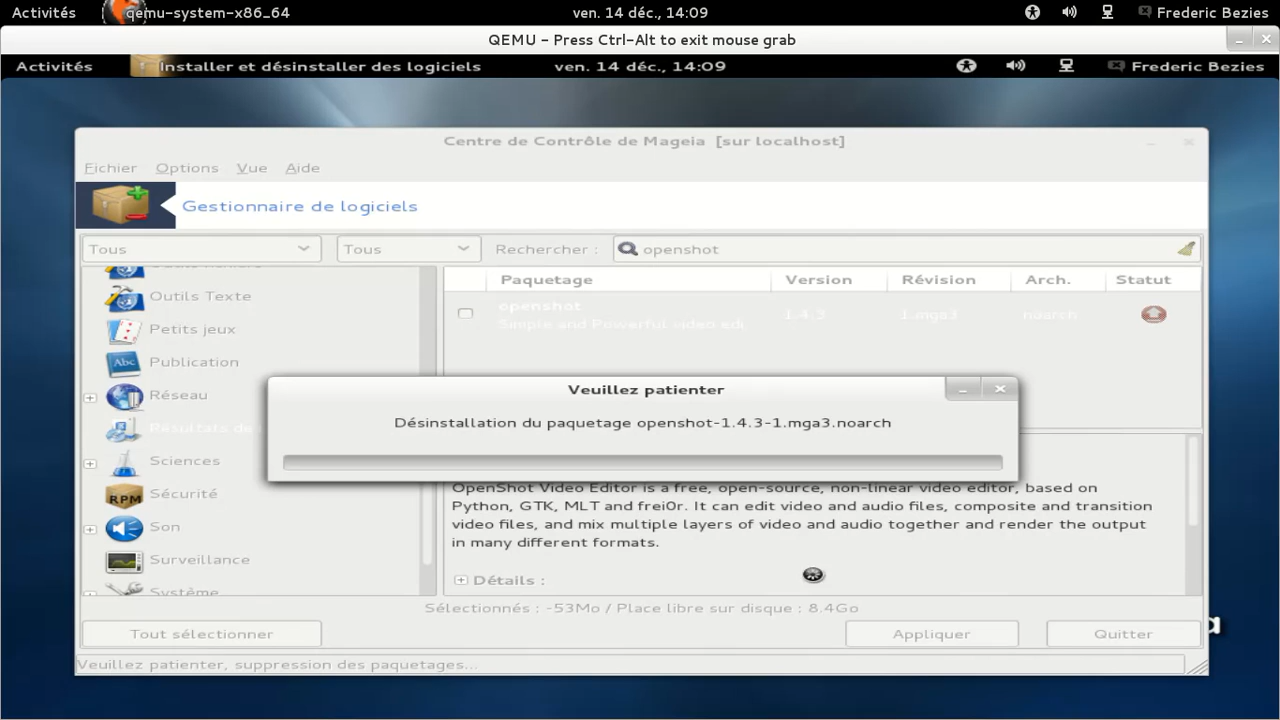 Activités qemu-system-x86_64 ven. 14 déc., 14:09 Frederic Bezies
QEMU - Press Ctrl-Alt to exit mouse grab
Activités Installer et désinstaller des logiciels ven. 14 déc., 14:09 Frederic Bezies
Centre de Contrôle de Mageia [sur localhost]
Fichier Options Vue Aide
Gestionnaire de logiciels
Tous Tous Rechercher : openshot
Paquetage Version Révision Arch. Statut
Outils Texte
Petits jeux
Publication
Abc
Réseau
Résultats de
Sciences
RPM Sécurité
Son
Surveillance
Système
openshot
Simple and Powerful video edi
1.4.3 1.mga3 noarch
Veuillez patienter
Désinstallation du paquetage openshot-1.4.3-1.mga3.noarch
OpenShot Video Editor is a free, open-source, non-linear video editor, based on
Python, GTK, MLT and frei0r. It can edit video and audio files, composite and transition
video files, and mix multiple layers of video and audio together and render the output
in many different formats.
Détails :
Sélectionnés : -53Mo / Place libre sur disque : 8.4Go
Tout sélectionner Appliquer Quitter
Veuillez patienter, suppression des paquetages...